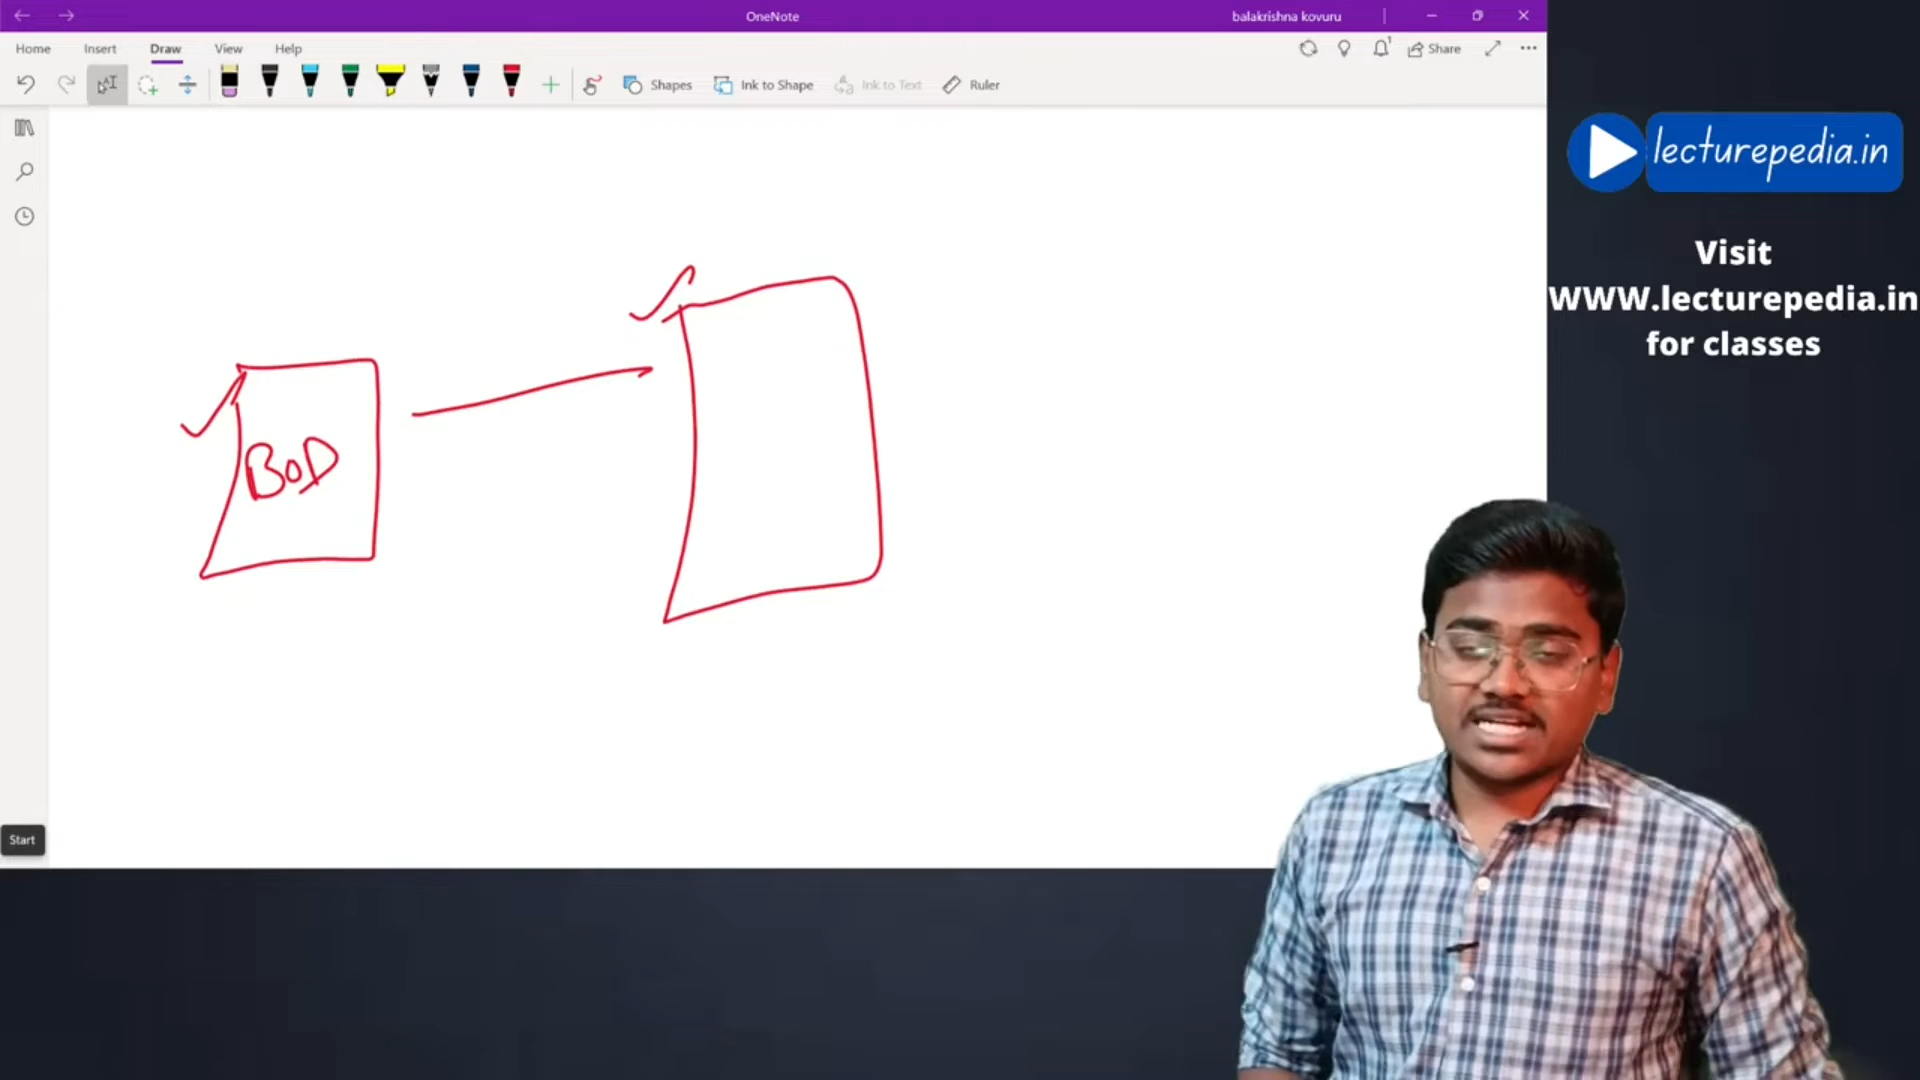 OneNote
balakrishna kovuru
Home Insert Draw View Help
1
Share
Shapes Ink to Shape Ink to Text Ruler
lecturepedia.in
Visit
WWW.lecturepedia.in
for classes
BOD
Start